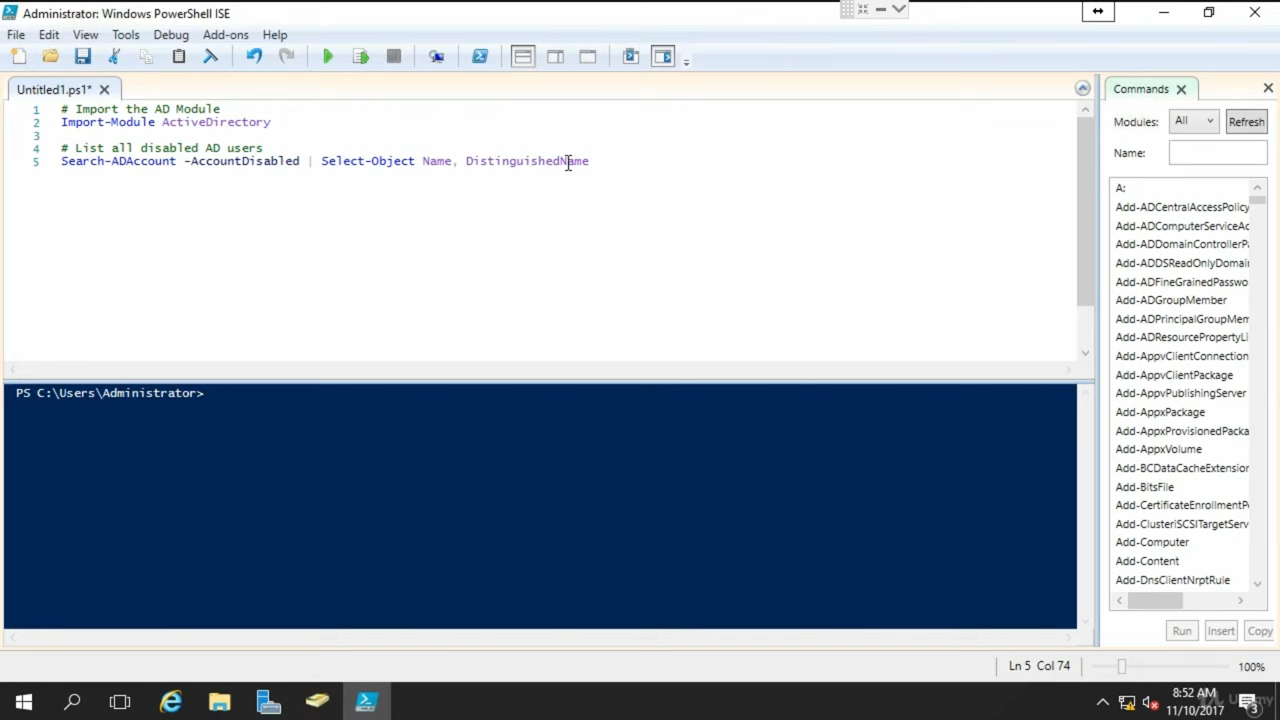 Administrator: Windows PowerShell ISE
File Edit View Tools Debug Add-ons Help
Untitled1.ps1*
1 # Import the AD Module
2 Import-Module ActiveDirectory
3
4 # List all disabled AD users
5 Search-ADAccount -AccountDisabled | Select-Object Name, DistinguishedName
PS C:\Users\Administrator>
Commands
Modules: All Refresh
Name:
A:
Add-ADCentralAccessPolicy
Add-ADComputerServiceAc
Add-ADDomainControllerPa
Add-ADDSReadOnlyDomai
Add-ADFineGrainedPasswo
Add-ADGroupMember
Add-ADPrincipalGroupMem
Add-ADResourcePropertyLi
Add-AppvClientConnection
Add-AppvClientPackage
Add-AppvPublishingServer
Add-AppxPackage
Add-AppxProvisionedPacka
Add-AppxVolume
Add-BCDataCacheExtension
Add-BitsFile
Add-CertificateEnrollmentPo
Add-ClusteriSCSITargetServ
Add-Computer
Add-Content
Add-DnsClientNrptRule
Run Insert Copy
Ln 5 Col 74 100%
8:52 AM
11/10/2017
3
Udemy